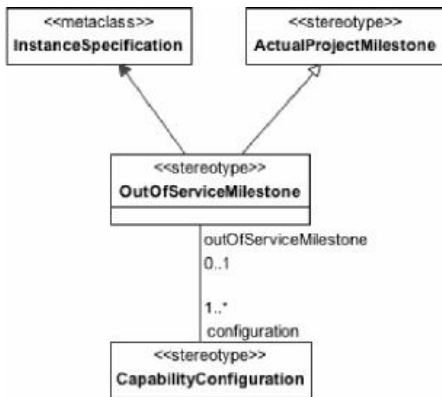 <<metaclass>>
InstanceSpecification
<<stereotype>>
ActualProjectMilestone
<<stereotype>>
OutOfServiceMilestone
outOfServiceMilestone
0..1
1..*
configuration
<<stereotype>>
CapabilityConfiguration